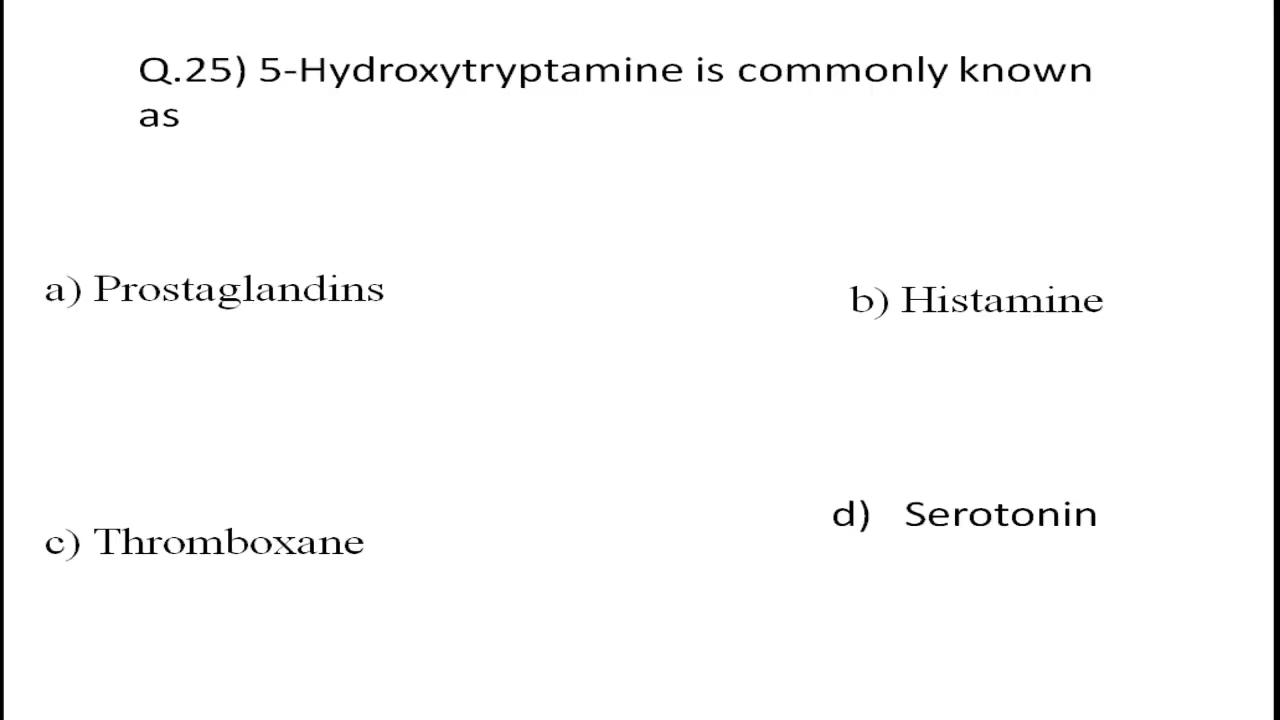 Q.25) 5-Hydroxytryptamine is commonly known
as
a) Prostaglandins
b) Histamine
c) Thromboxane
d) Serotonin